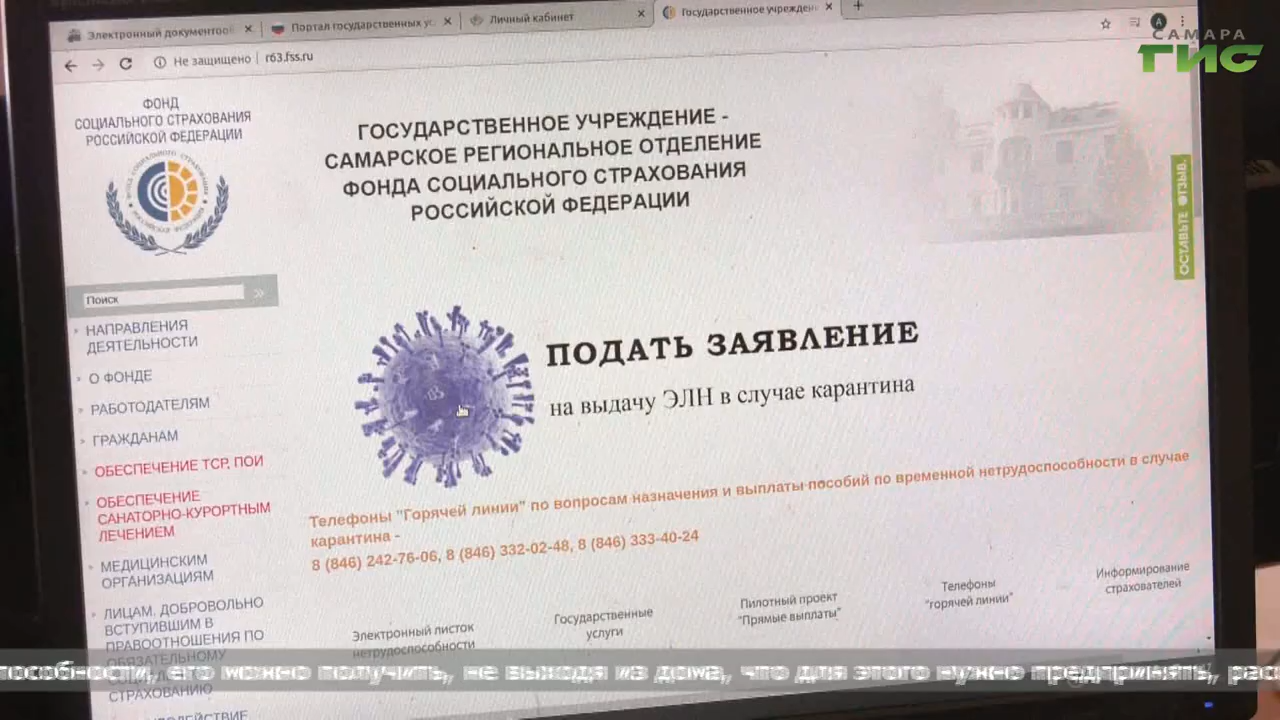 Электронный документооб
Портал государственных ус
Личный кабинет
Государственное учрежден
САМАРА
ГИС
Не защищено
r63.fss.ru
ФОНД
СОЦИАЛЬНОГО СТРАХОВАНИЯ
РОССИЙСКОЙ ФЕДЕРАЦИИ
ГОСУДАРСТВЕННОЕ УЧРЕЖДЕНИЕ -
САМАРСКОЕ РЕГИОНАЛЬНОЕ ОТДЕЛЕНИЕ
ФОНДА СОЦИАЛЬНОГО СТРАХОВАНИЯ
РОССИЙСКОЙ ФЕДЕРАЦИИ
ОСТАВЬТЕ ОТЗЫВ.
Поиск
НАПРАВЛЕНИЯ
ДЕЯТЕЛЬНОСТИ
О ФОНДЕ
РАБОТОДАТЕЛЯМ
ГРАЖДАНАМ
ОБЕСПЕЧЕНИЕ ТСР, ПОИ
ОБЕСПЕЧЕНИЕ
САНАТОРНО-КУРОРТНЫМ
ЛЕЧЕНИЕМ
МЕДИЦИНСКИМ
ОРГАНИЗАЦИЯМ
ЛИЦАМ, ДОБРОВОЛЬНО
ВСТУПИВШИМ В
ПРАВООТНОШЕНИЯ ПО
ОБЯЗАТЕЛЬНОМУ
СТРАХОВАНИЮ
ПОДАТЬ ЗАЯВЛЕНИЕ
на выдачу ЭЛН в случае карантина
Телефоны "Горячей линии" по вопросам назначения и выплаты пособий по временной нетрудоспособности в случае
карантина -
8 (846) 242-76-06, 8 (846) 332-02-48, 8 (846) 333-40-24
Электронный листок
нетрудоспособности
Государственные
услуги
Пилотный проект
"Прямые выплаты"
Телефоны
"горячей линии"
Информирование
страхователей
пособности, его можно получить, не выходя из дома, что для этого нужно предпринять, рас